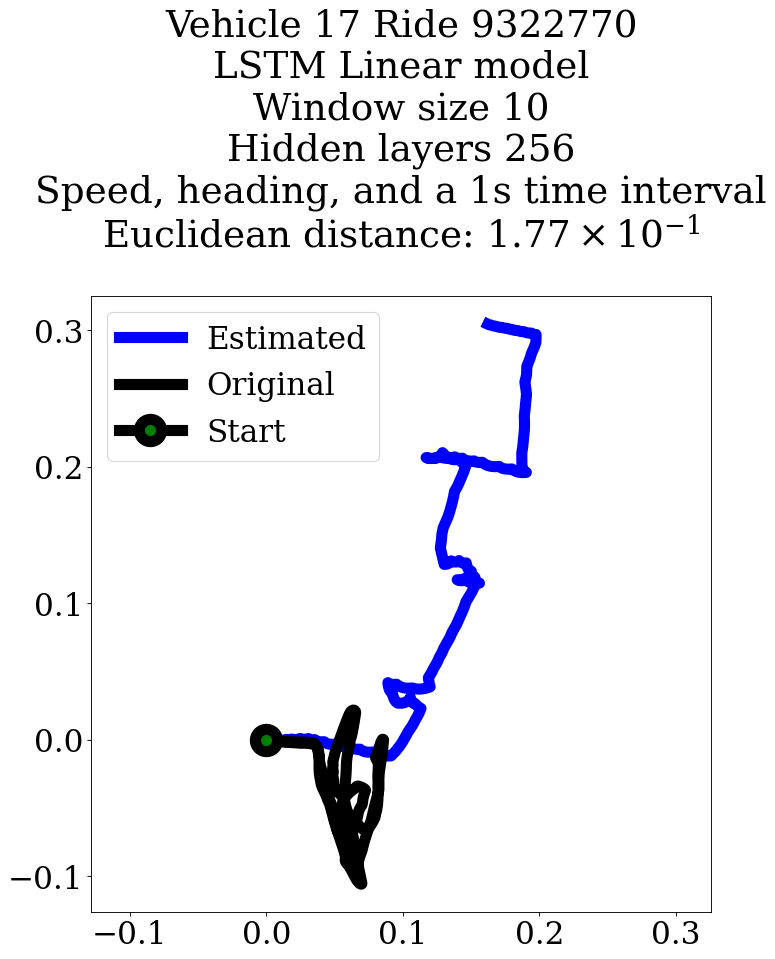 Vehicle 17 Ride 9322770
LSTM Linear model
Window size 10
Hidden layers 256
Speed, heading, and a 1s time interval
Euclidean distance: 1.77 × 10⁻¹
Estimated
Original
Start
0.3
0.2
0.1
0.0
−0.1
−0.1 0.0 0.1 0.2 0.3